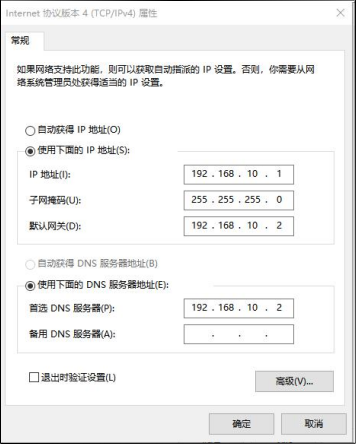 Internet 协议版本 4 (TCP/IPv4) 属性
常规
如果网络支持此功能，则可以获取自动指派的 IP 设置。否则，你需要从网
络系统管理员处获得适当的 IP 设置。
自动获得 IP 地址(O)
使用下面的 IP 地址(S):
IP 地址(I): 192 . 168 . 10 . 1
子网掩码(U): 255 . 255 . 255 . 0
默认网关(D): 192 . 168 . 10 . 2
自动获得 DNS 服务器地址(B)
使用下面的 DNS 服务器地址(E):
首选 DNS 服务器(P): 192 . 168 . 10 . 2
备用 DNS 服务器(A): . . .
退出时验证设置(L)
高级(V)...
确定 取消